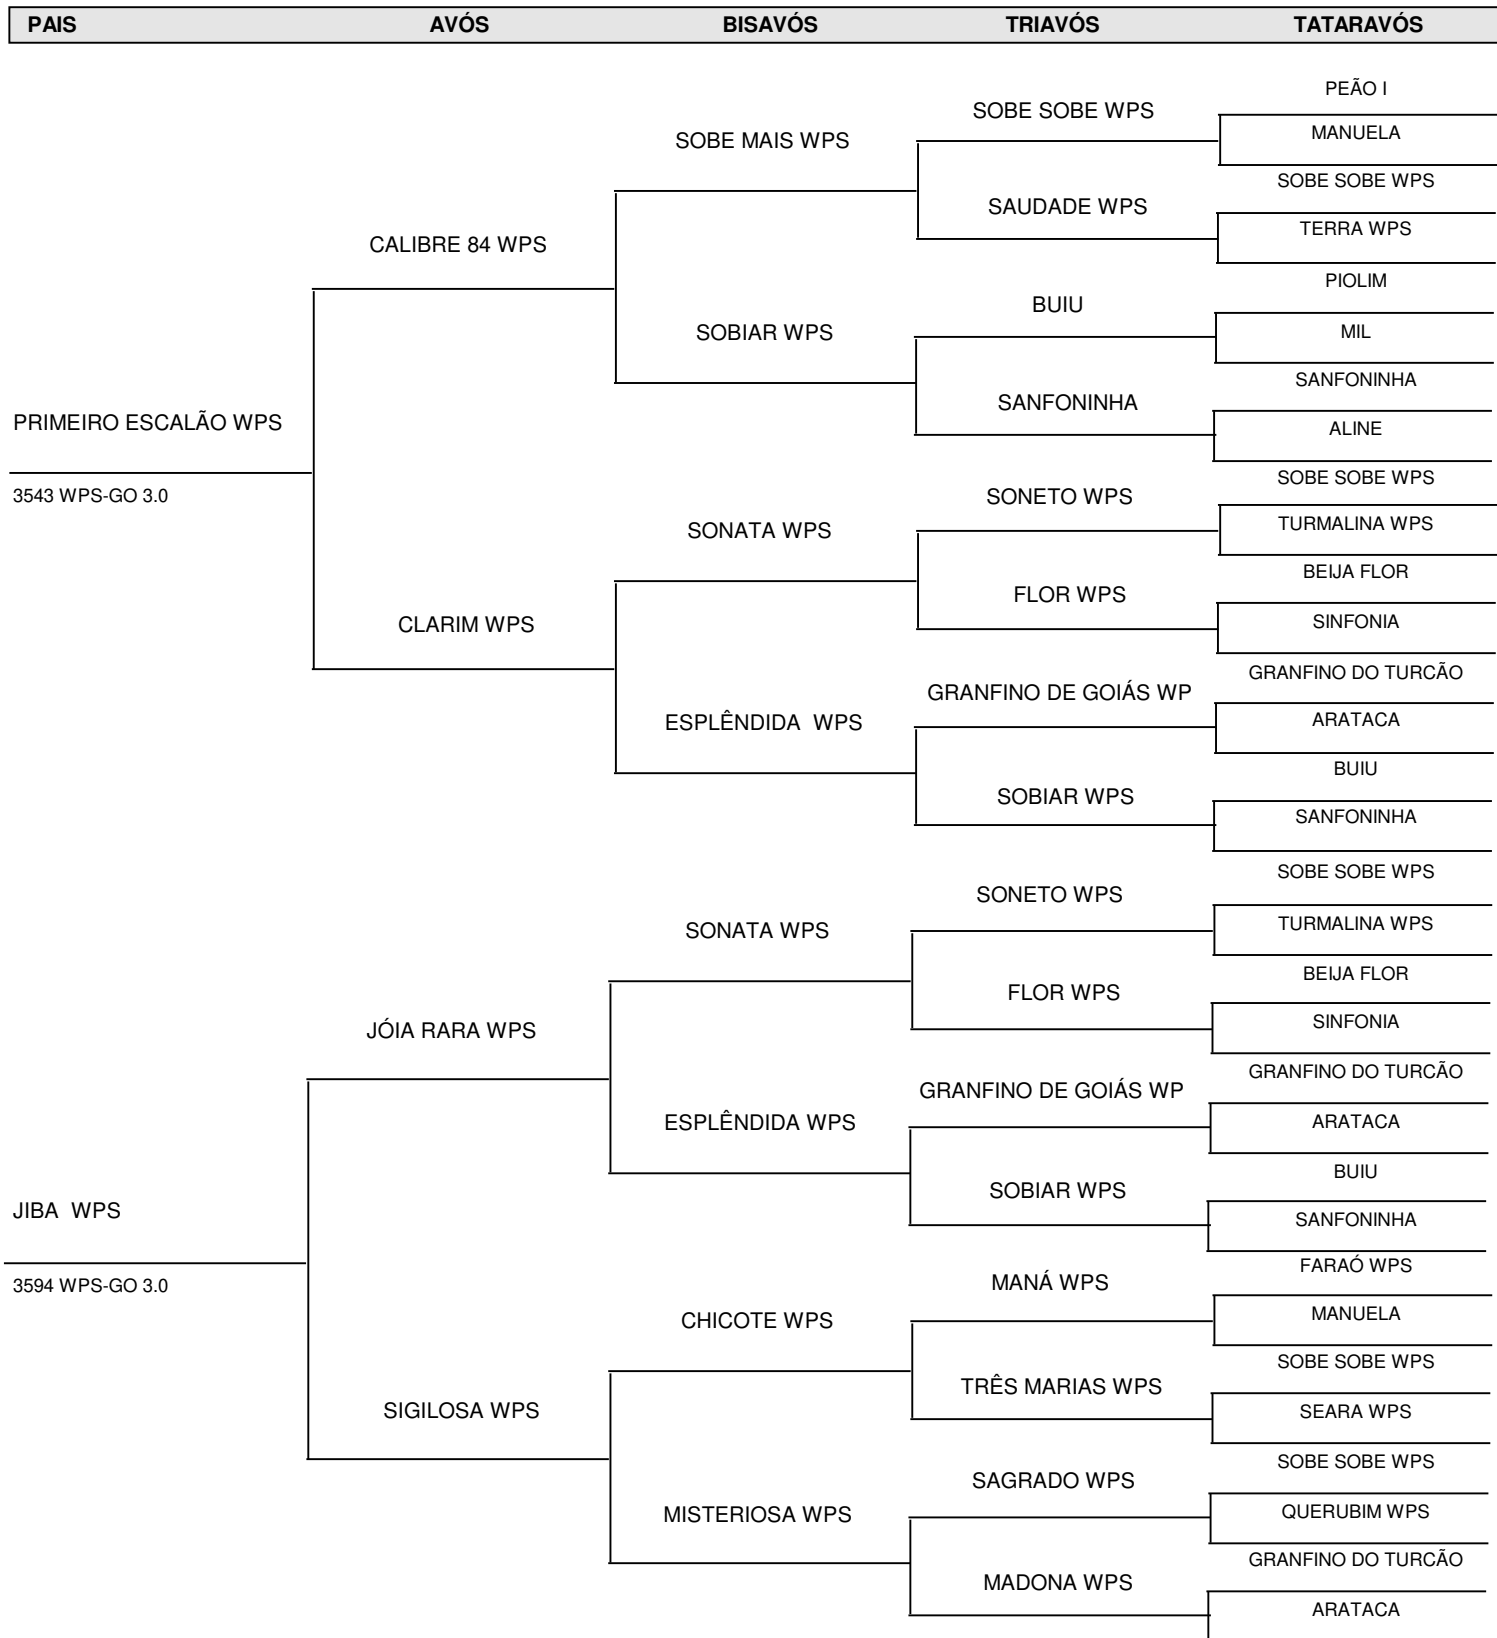 PAIS AVÓS BISAVÓS TRIAVÓS TATARAVÓS
PEÃO I
SOBE SOBE WPS
MANUELA
SOBE MAIS WPS
SOBE SOBE WPS
SAUDADE WPS
TERRA WPS
CALIBRE 84 WPS
PIOLIM
BUIU
MIL
SOBIAR WPS
SANFONINHA
SANFONINHA
PRIMEIRO ESCALÃO WPS
ALINE
SOBE SOBE WPS
3543 WPS-GO 3.0
SONETO WPS
TURMALINA WPS
SONATA WPS
BEIJA FLOR
FLOR WPS
SINFONIA
CLARIM WPS
GRANFINO DO TURCÃO
GRANFINO DE GOIÁS WP
ARATACA
ESPLÊNDIDA  WPS
BUIU
SOBIAR WPS
SANFONINHA
SOBE SOBE WPS
SONETO WPS
TURMALINA WPS
SONATA WPS
BEIJA FLOR
FLOR WPS
SINFONIA
JÓIA RARA WPS
GRANFINO DO TURCÃO
GRANFINO DE GOIÁS WP
ARATACA
ESPLÊNDIDA WPS
BUIU
SOBIAR WPS
JIBA  WPS
SANFONINHA
FARAÓ WPS
3594 WPS-GO 3.0
MANÁ WPS
MANUELA
CHICOTE WPS
SOBE SOBE WPS
TRÊS MARIAS WPS
SIGILOSA WPS
SEARA WPS
SOBE SOBE WPS
SAGRADO WPS
MISTERIOSA WPS
QUERUBIM WPS
GRANFINO DO TURCÃO
MADONA WPS
ARATACA